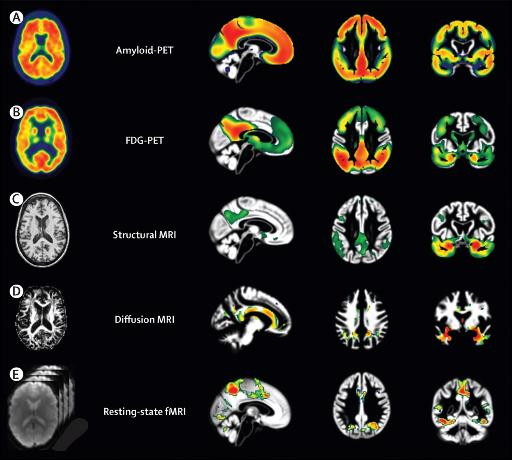 A
Amyloid-PET
B
FDG-PET
C
Structural MRI
D
Diffusion MRI
E
Resting-state fMRI